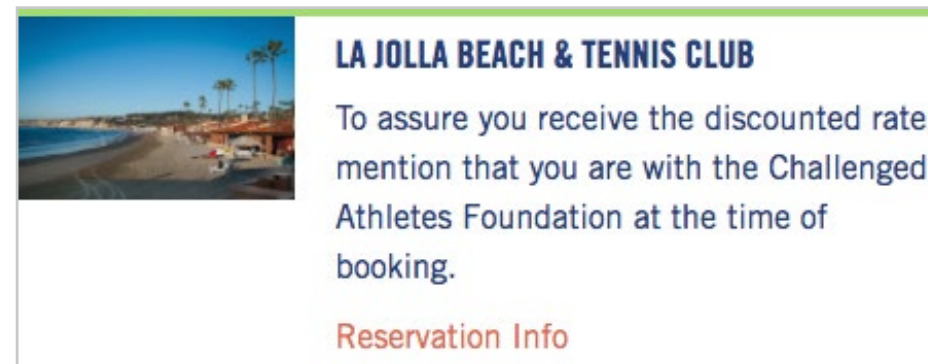 LA JOLLA BEACH & TENNIS CLUB
To assure you receive the discounted rate
mention that you are with the Challenged
Athletes Foundation at the time of
booking.
Reservation Info